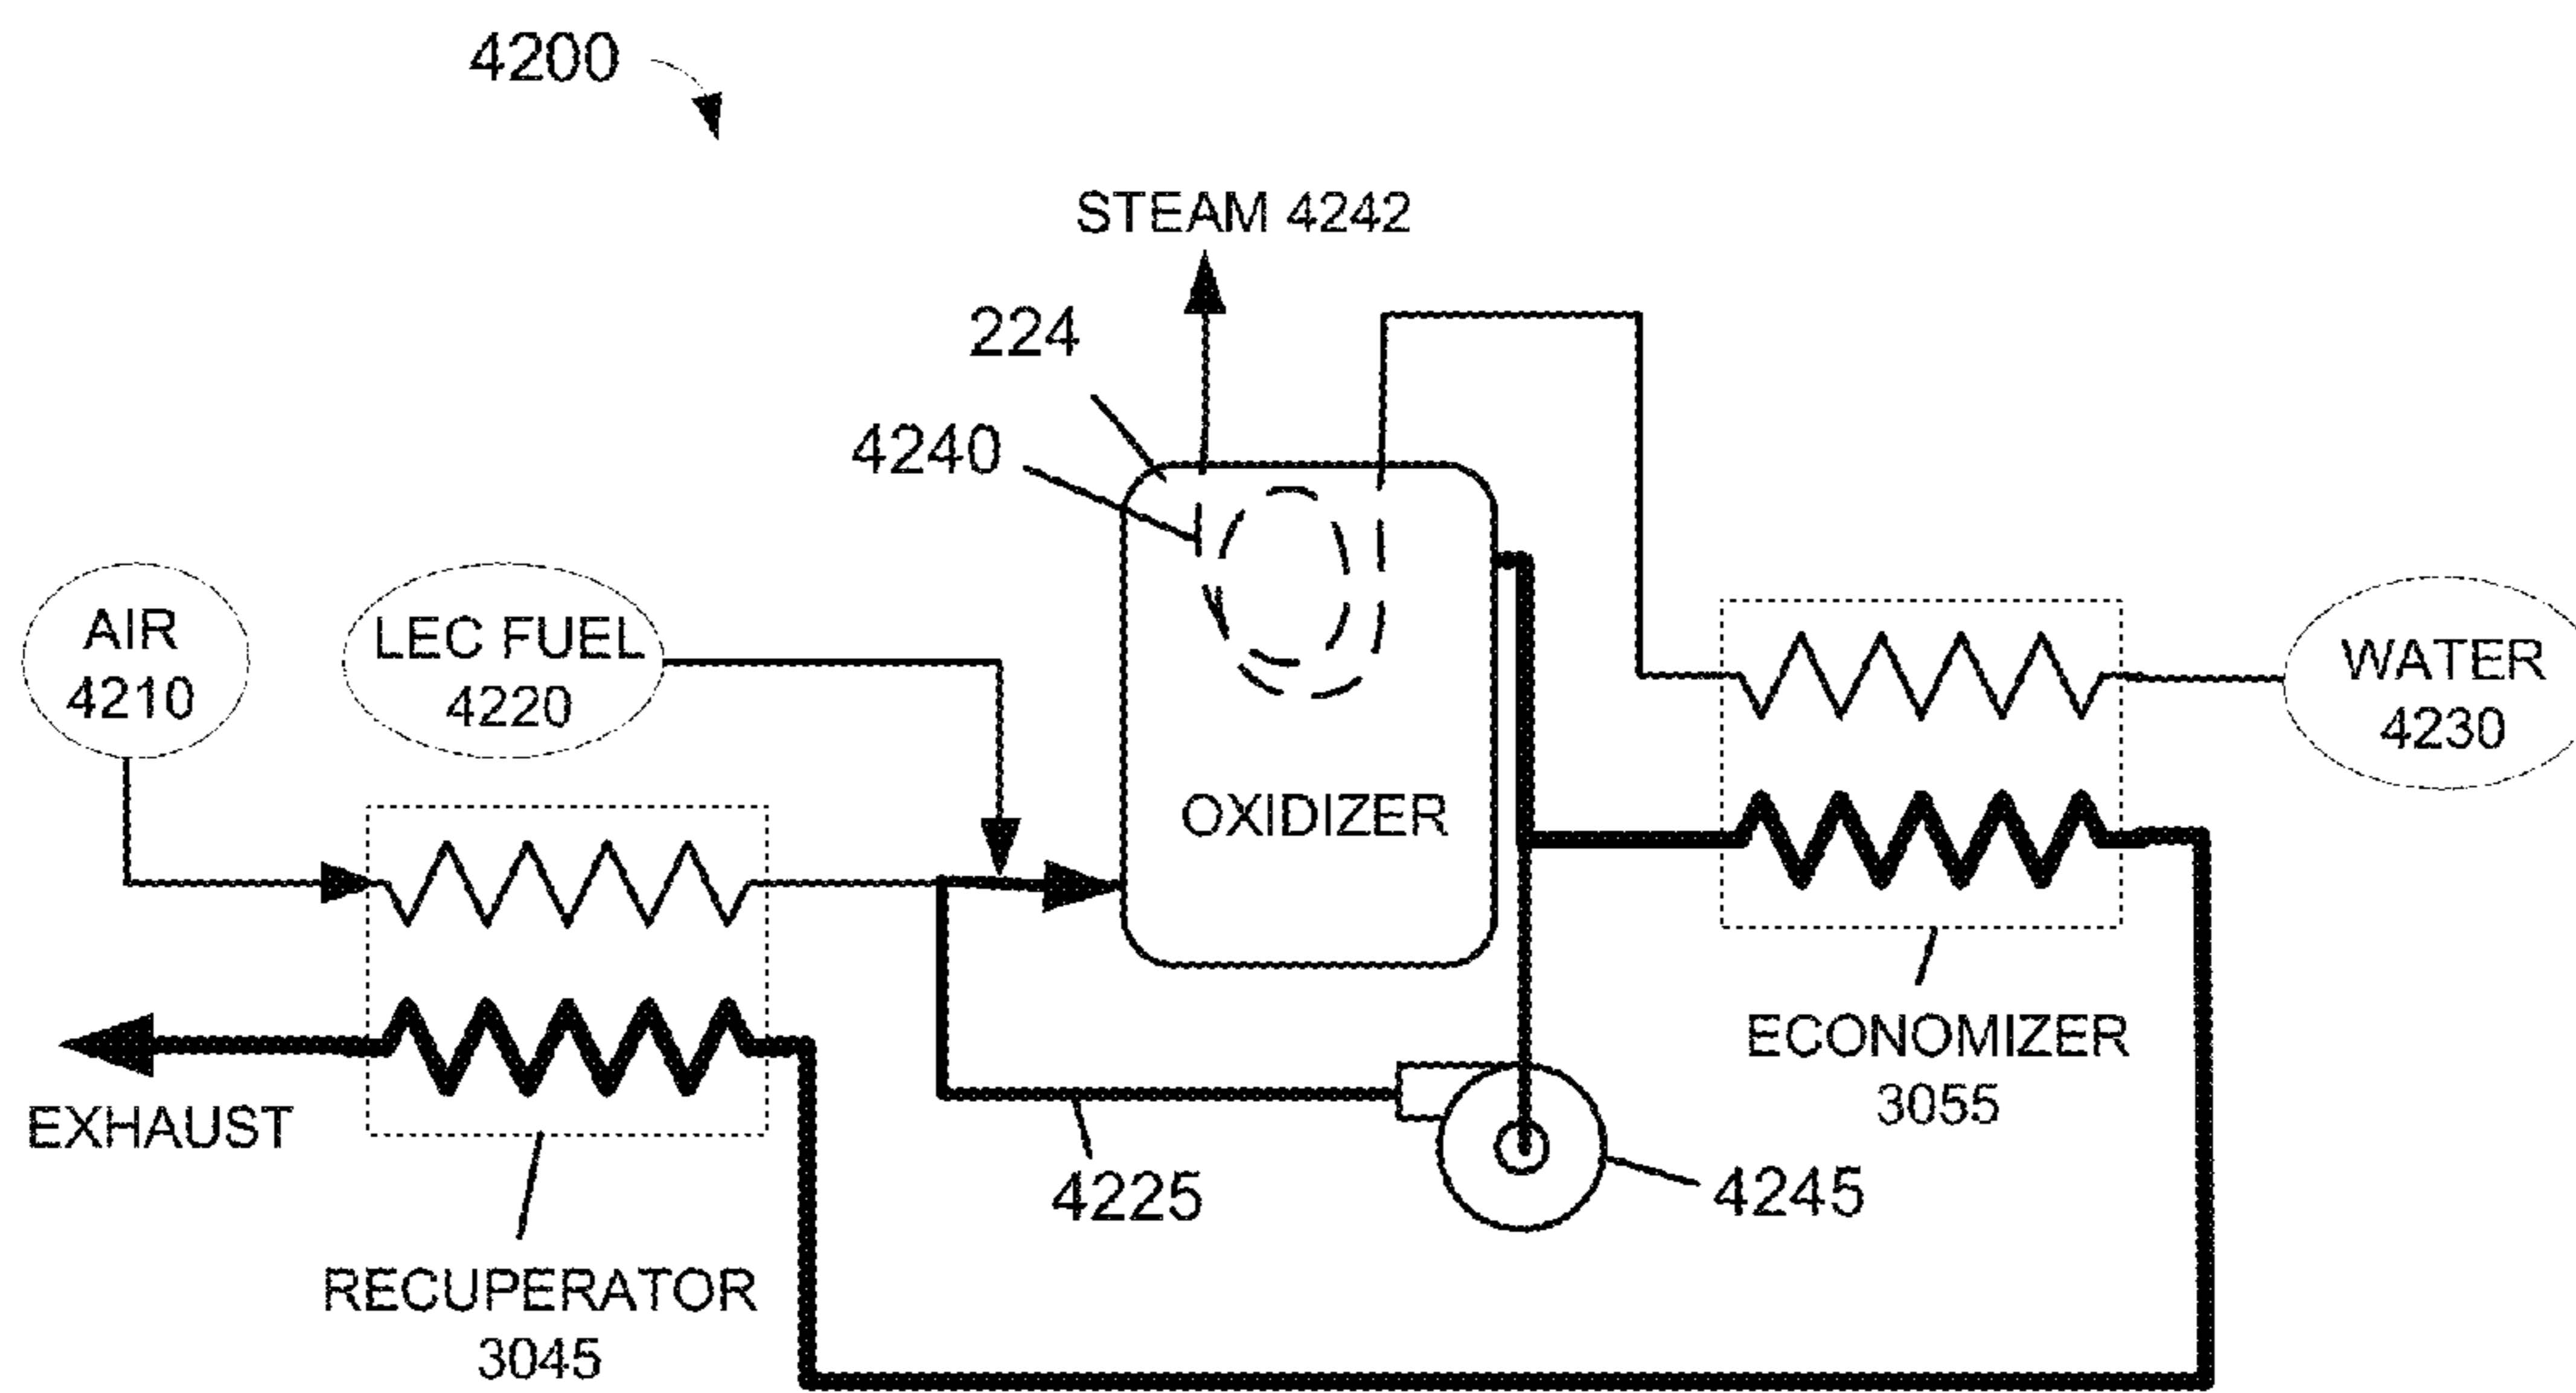 4200
STEAM 4242
224
4240
AIR
4210
LEC FUEL
4220
WATER
4230
OXIDIZER
ECONOMIZER
3055
EXHAUST
4225
4245
RECUPERATOR
3045